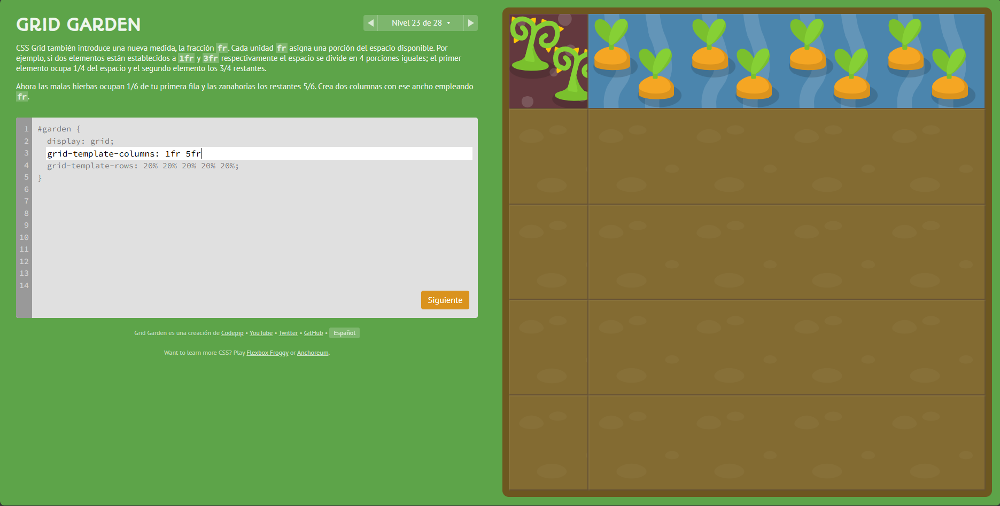 GRID GARDEN
Nivel 23 de 28
CSS Grid también introduce una nueva medida, la fracción fr. Cada unidad fr asigna una porción del espacio disponible. Por
ejemplo, si dos elementos están establecidos a 1fr y 3fr respectivamente el espacio se divide en 4 porciones iguales; el primer
elemento ocupa 1/4 del espacio y el segundo elemento los 3/4 restantes.
Ahora las malas hierbas ocupan 1/6 de tu primera fila y las zanahorias los restantes 5/6. Crea dos columnas con ese ancho empleando
fr.
1 #garden {
2 display: grid;
3 grid-template-columns: 1fr 5fr
4 grid-template-rows: 20% 20% 20% 20% 20%;
5 }
6
7
8
9
10
11
12
13
14
Siguiente
Grid Garden es una creación de Codepip • YouTube • Twitter • GitHub • Español
Want to learn more CSS? Play Flexbox Froggy or Anchoreum.